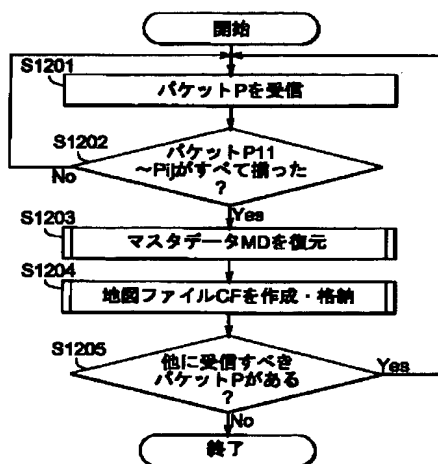 開始
S1201
パケットPを受信
S1202
パケットP11
~Pijがすべて揃った
?
No
Yes
S1203
マスタデータMDを復元
S1204
地図ファイルCFを作成・格納
S1205
他に受信すべき
パケットPがある
?
Yes
No
終了